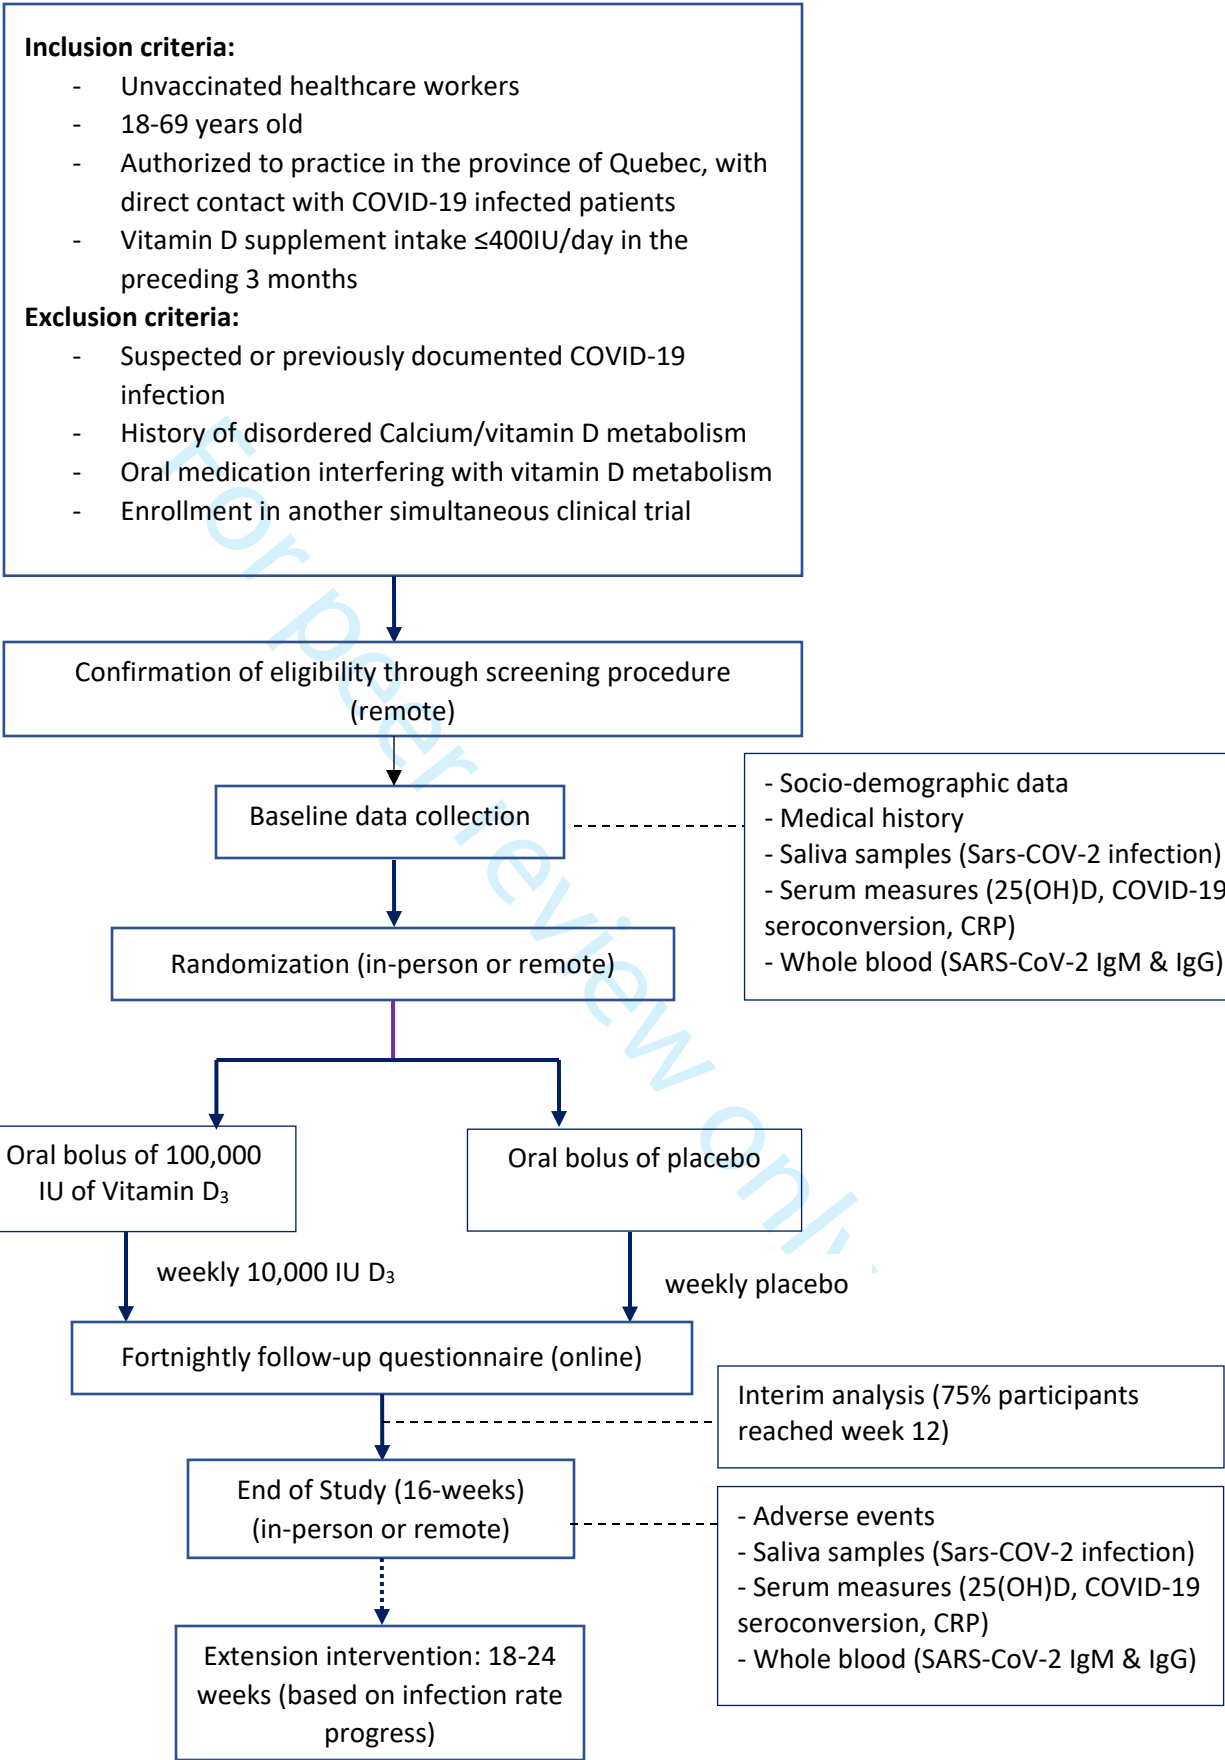 Inclusion criteria:
- Unvaccinated healthcare workers
- 18-69 years old
- Authorized to practice in the province of Quebec, with
direct contact with COVID-19 infected patients
- Vitamin D supplement intake ≤400IU/day in the
preceding 3 months
Exclusion criteria:
- Suspected or previously documented COVID-19
infection
- History of disordered Calcium/vitamin D metabolism
- Oral medication interfering with vitamin D metabolism
- Enrollment in another simultaneous clinical trial
Confirmation of eligibility through screening procedure
(remote)
Baseline data collection
- Socio-demographic data
- Medical history
- Saliva samples (Sars-COV-2 infection)
- Serum measures (25(OH)D, COVID-19
seroconversion, CRP)
- Whole blood (SARS-CoV-2 IgM & IgG)
Randomization (in-person or remote)
Oral bolus of 100,000
IU of Vitamin D₃
Oral bolus of placebo
weekly 10,000 IU D₃
weekly placebo
Fortnightly follow-up questionnaire (online)
Interim analysis (75% participants
reached week 12)
End of Study (16-weeks)
(in-person or remote)
- Adverse events
- Saliva samples (Sars-COV-2 infection)
- Serum measures (25(OH)D, COVID-19
seroconversion, CRP)
- Whole blood (SARS-CoV-2 IgM & IgG)
Extension intervention: 18-24
weeks (based on infection rate
progress)
For peer review only